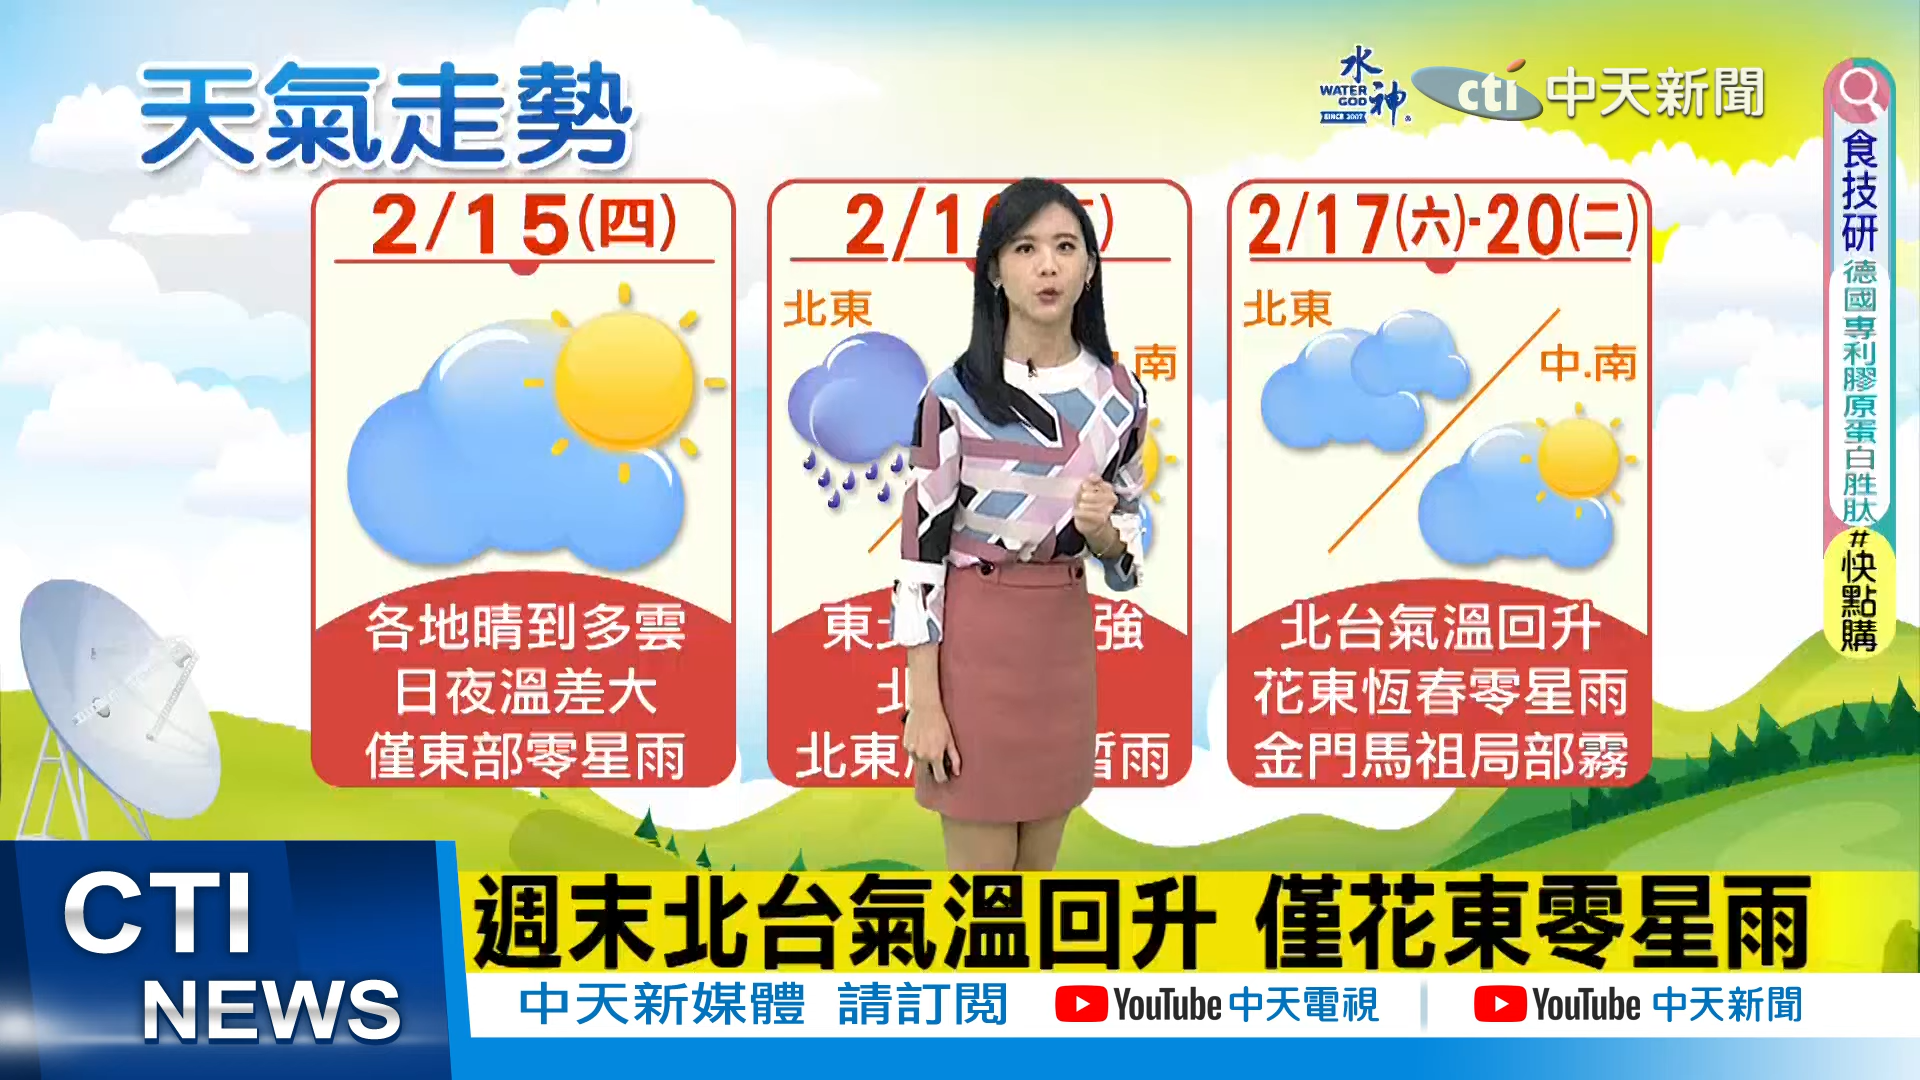 天氣走勢
水神
WATER GOD
SINCE 2007
cti 中天新聞
食技研
德國專利膠原蛋白胜肽
#快點購
2/15(四)
各地晴到多雲
日夜溫差大
僅東部零星雨
2/1
北東
南
東 強
北
北東 暫雨
2/17(六)-20(二)
北東
中.南
北台氣溫回升
花東恆春零星雨
金門馬祖局部霧
CTI
NEWS
週末北台氣溫回升 僅花東零星雨
中天新媒體 請訂閱 YouTube 中天電視 | YouTube 中天新聞